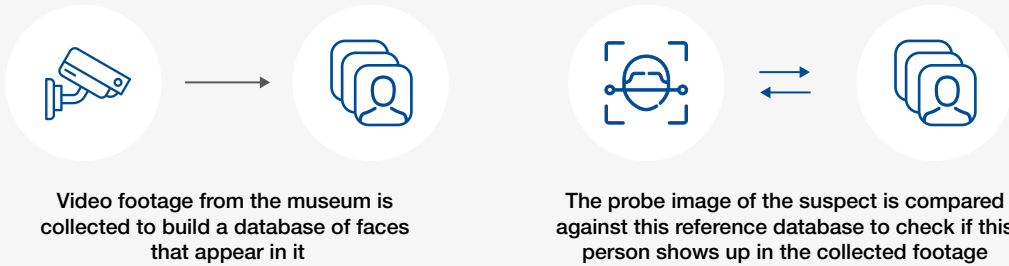 Video footage from the museum is
collected to build a database of faces
that appear in it
The probe image of the suspect is compared
against this reference database to check if this
person shows up in the collected footage